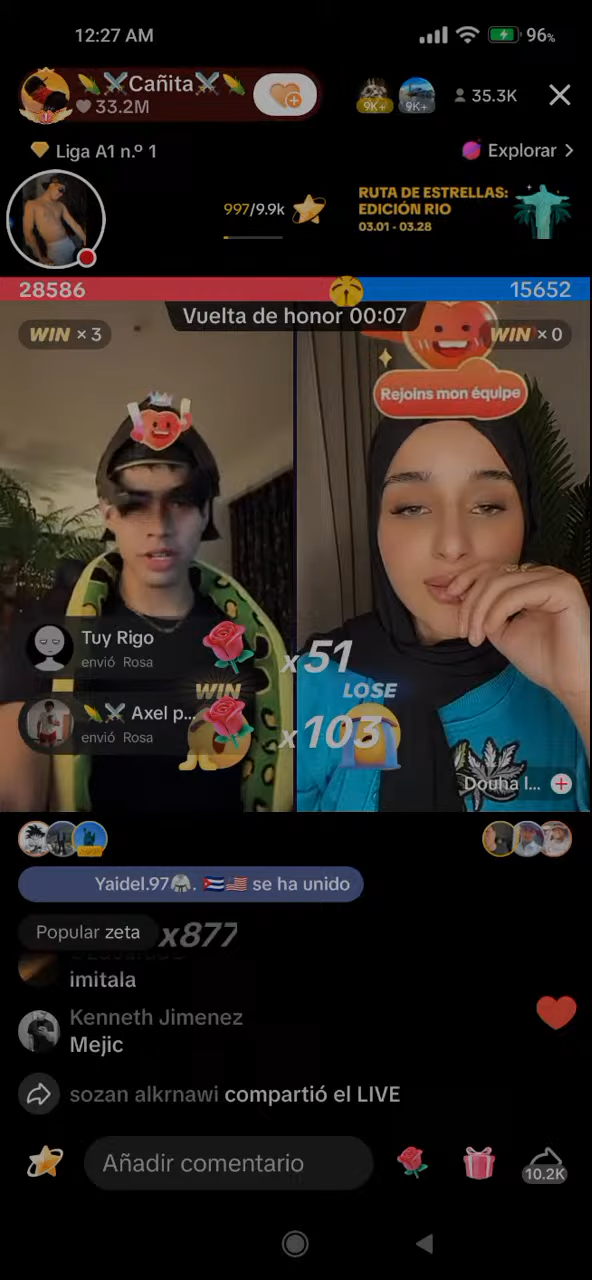 12:27 AM
96%
🌽⚔️Cañita⚔️🌽
33.2M
9K+
9K+
35.3K
Liga A1 n.º 1
Explorar
997/9.9k
RUTA DE ESTRELLAS:
EDICIÓN RIO
03.01 - 03.28
28586
15652
Vuelta de honor 00:07
WIN × 3
WIN × 0
Rejoins mon équipe
Tuy Rigo
envió Rosa
x51
WIN
LOSE
🌽⚔️ Axel p...
envió Rosa
x103
Douha l...
Yaidel.97. 🇨🇺🇺🇸 se ha unido
Popular zeta
x877
imitala
Kenneth Jimenez
Mejic
sozan alkrnawi compartió el LIVE
Añadir comentario
10.2K